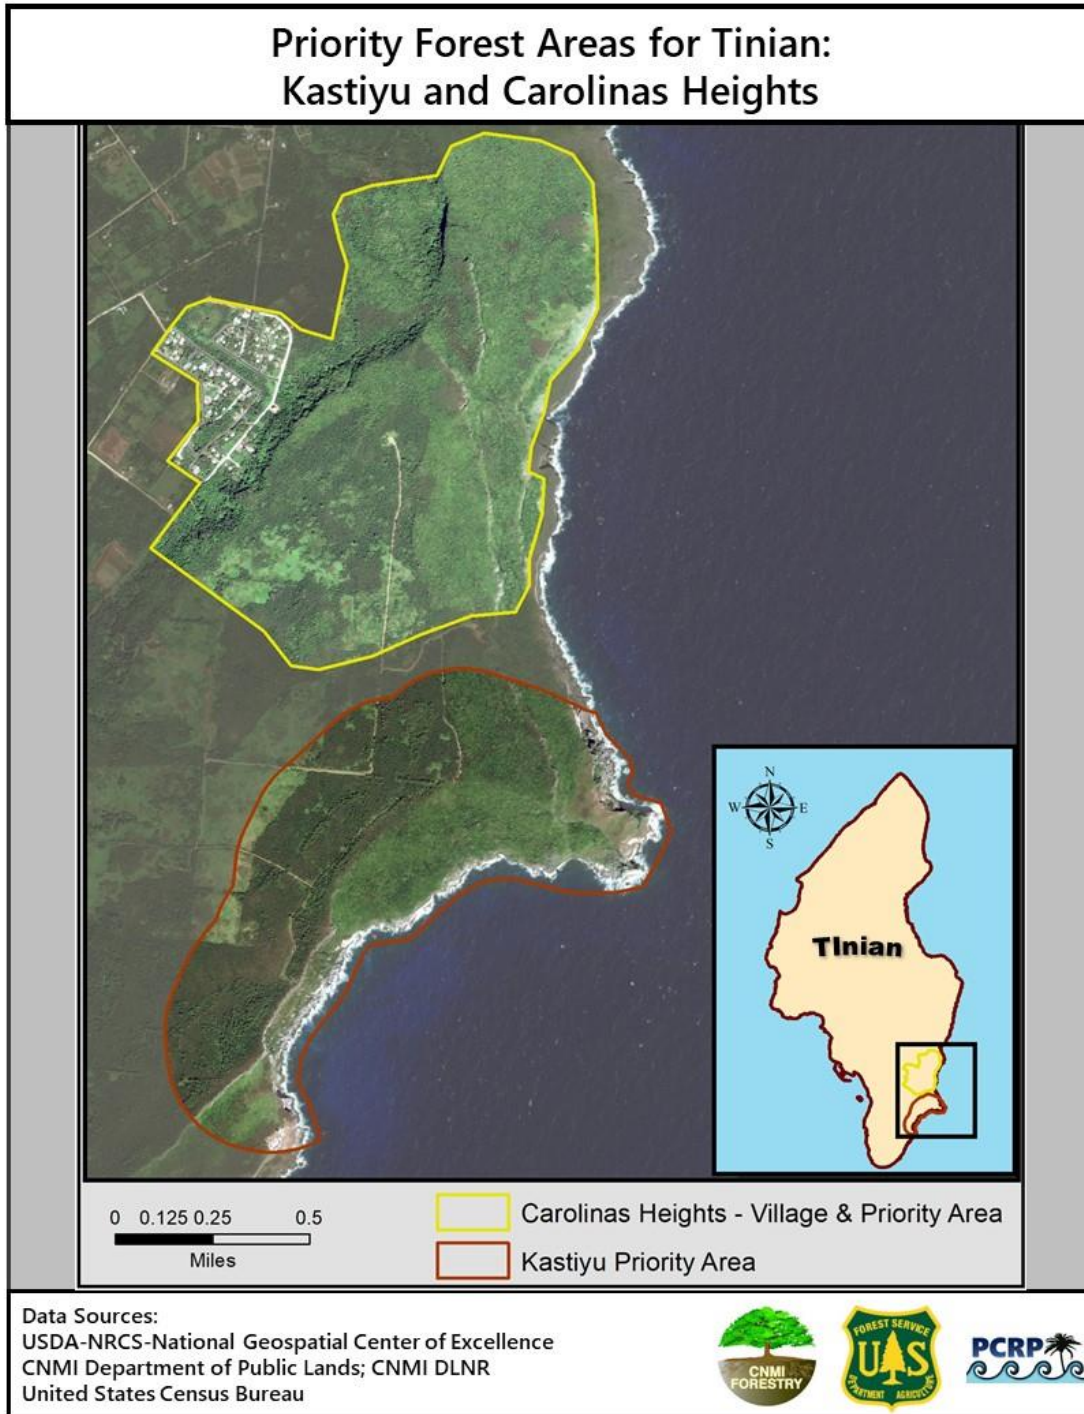 Priority Forest Areas for Tinian:
Kastiyu and Carolinas Heights
N
W E
S
TInian
0 0.125 0.25 0.5
Miles
Carolinas Heights - Village & Priority Area
Kastiyu Priority Area
Data Sources:
USDA-NRCS-National Geospatial Center of Excellence
CNMI Department of Public Lands; CNMI DLNR
United States Census Bureau
CNMI
FORESTRY
FOREST SERVICE
U S
DEPARTMENT OF AGRICULTURE
PCRP